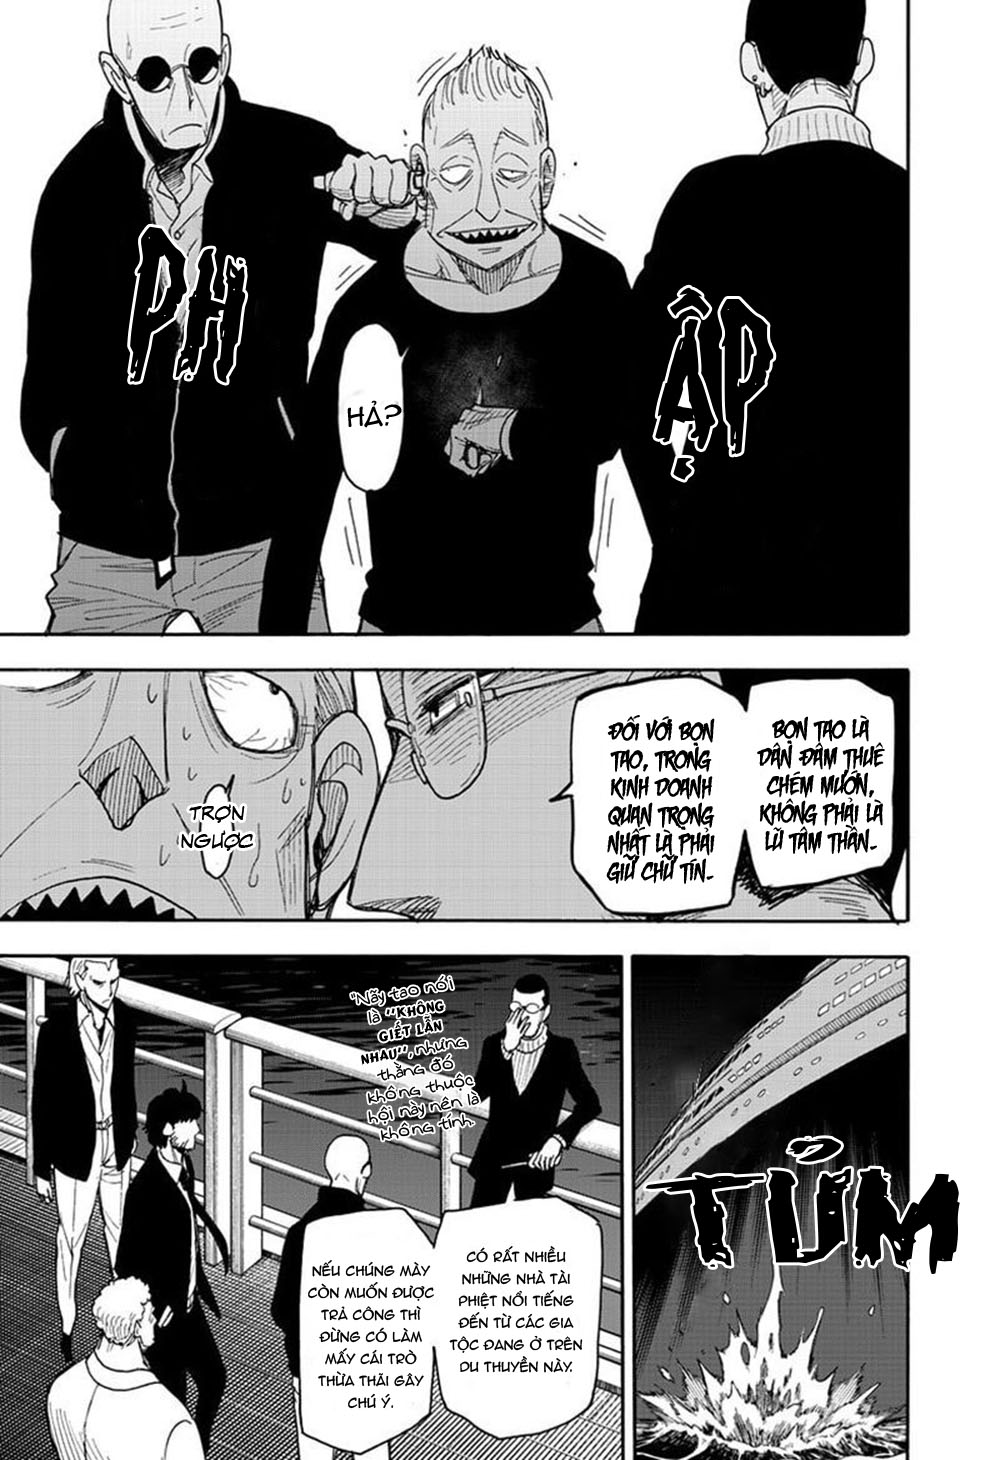 PH
ẬP
HẢ?
BỌN TAO LÀ
DÂN ĐÂM THUÊ
CHÉM MƯỚN,
KHÔNG PHẢI LÀ
LŨ TÂM THẦN..
ĐỐI VỚI BỌN
TAO, TRONG
KINH DOANH
QUAN TRỌNG
NHẤT LÀ PHẢI
GIỮ CHỮ TÍN..
TRỢN
NGƯỢC
TỦM
"Nãy tao nói
là "KHÔNG
GIẾT LẪN
NHAU", nhưng
thằng đó
không thuộc
hội này nên là
không tính.
CÓ RẤT NHIỀU
NHỮNG NHÀ TÀI
PHIỆT NỔI TIẾNG
ĐẾN TỪ CÁC GIA
TỘC ĐANG Ở TRÊN
DU THUYỀN NÀY.
NẾU CHÚNG MÀY
CÒN MUỐN ĐƯỢC
TRẢ CÔNG THÌ
ĐỪNG CÓ LÀM
MẤY CÁI TRÒ
THỪA THÃI GÂY
CHÚ Ý.